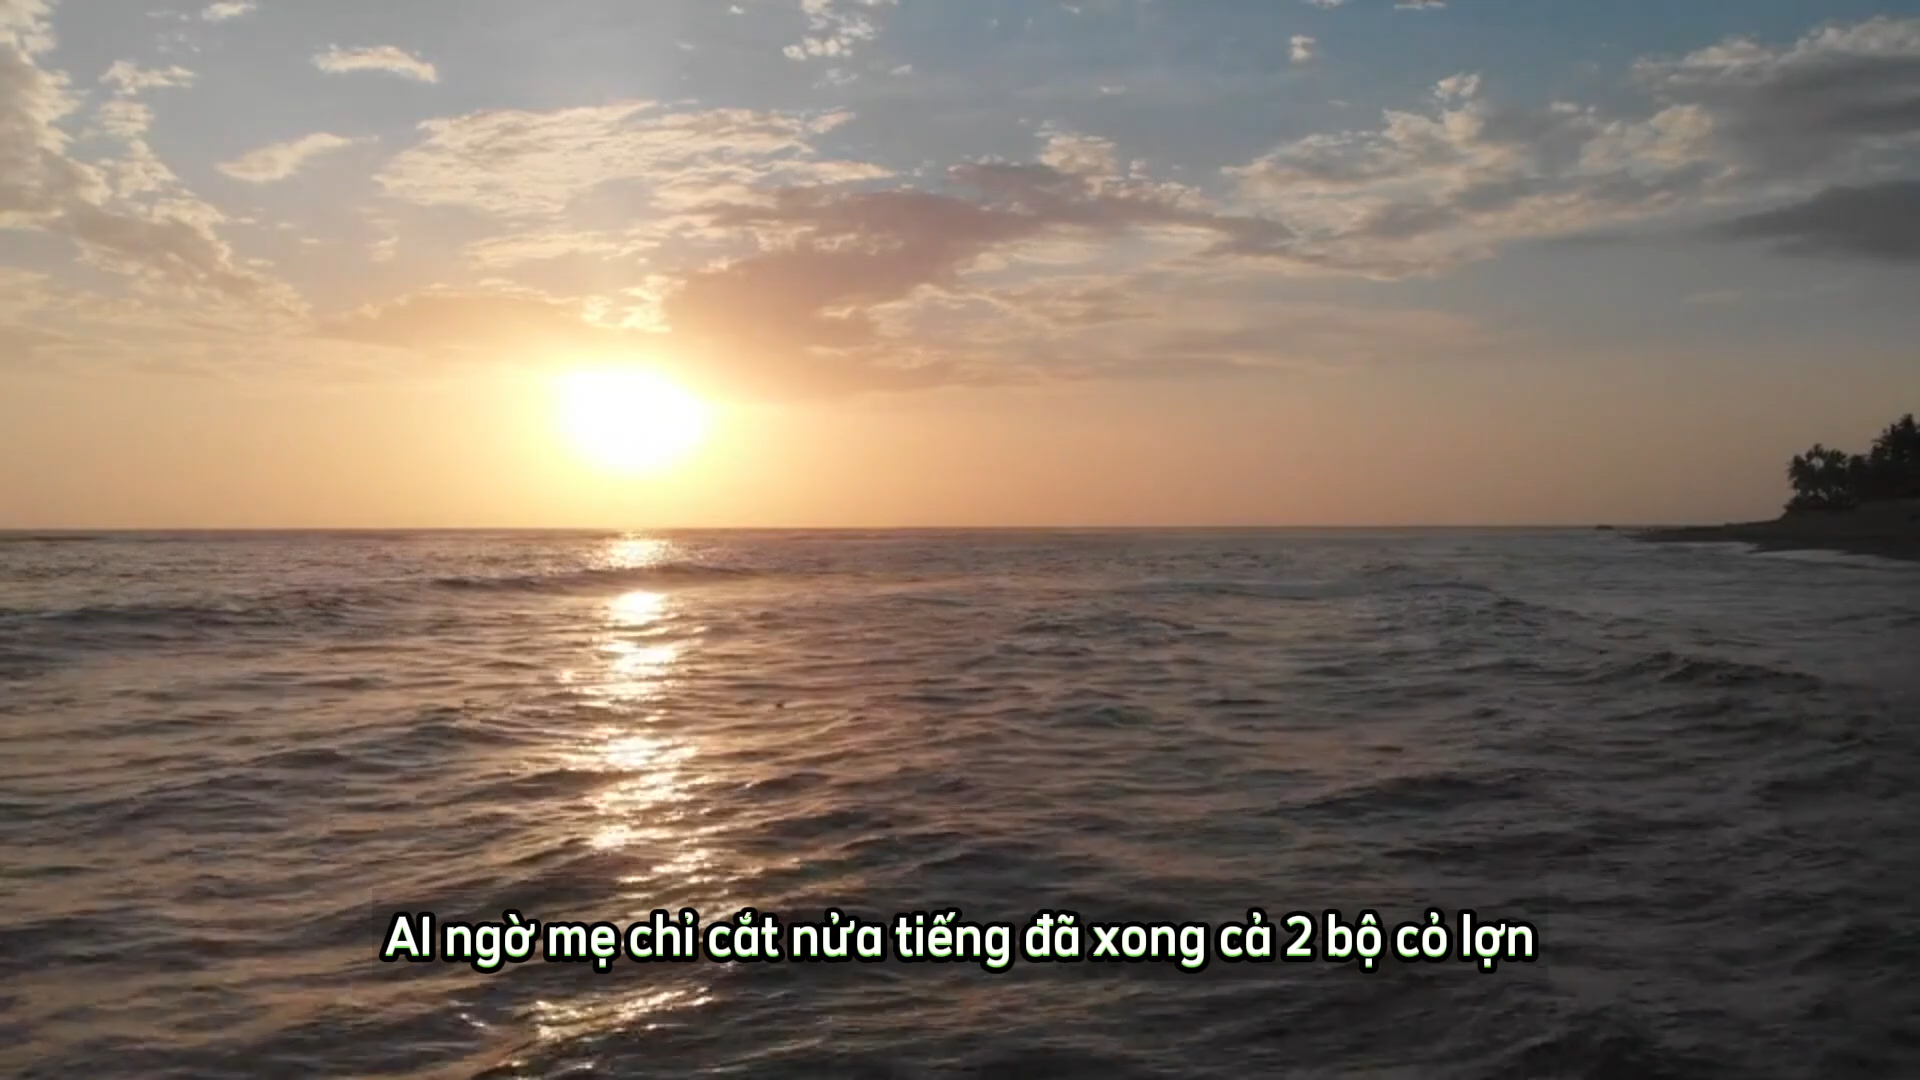 AI ngờ mẹ chỉ cắt nửa tiếng đã xong cả 2 bộ cỏ lợn